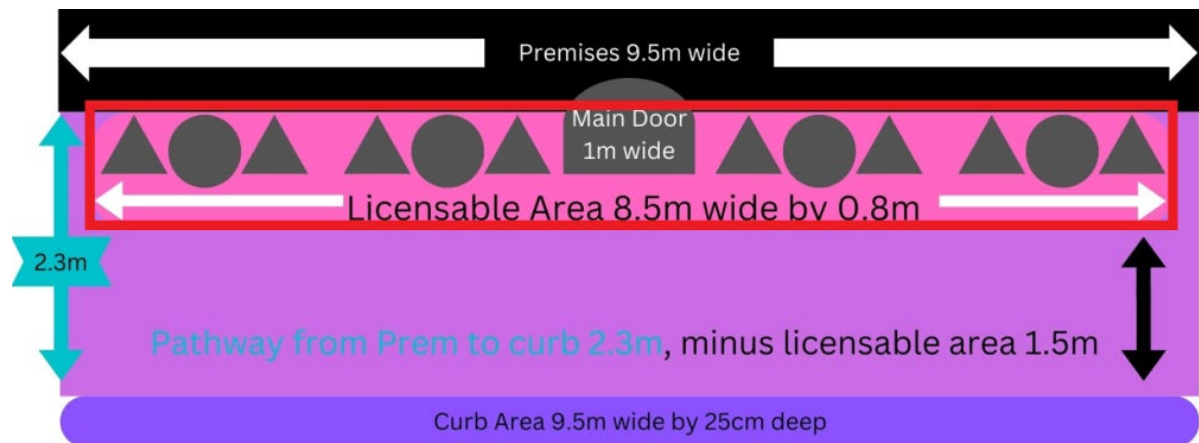 Premises 9.5m wide
Main Door
1m wide
Licensable Area 8.5m wide by 0.8m
2.3m
Pathway from Prem to curb 2.3m, minus licensable area 1.5m
Curb Area 9.5m wide by 25cm deep